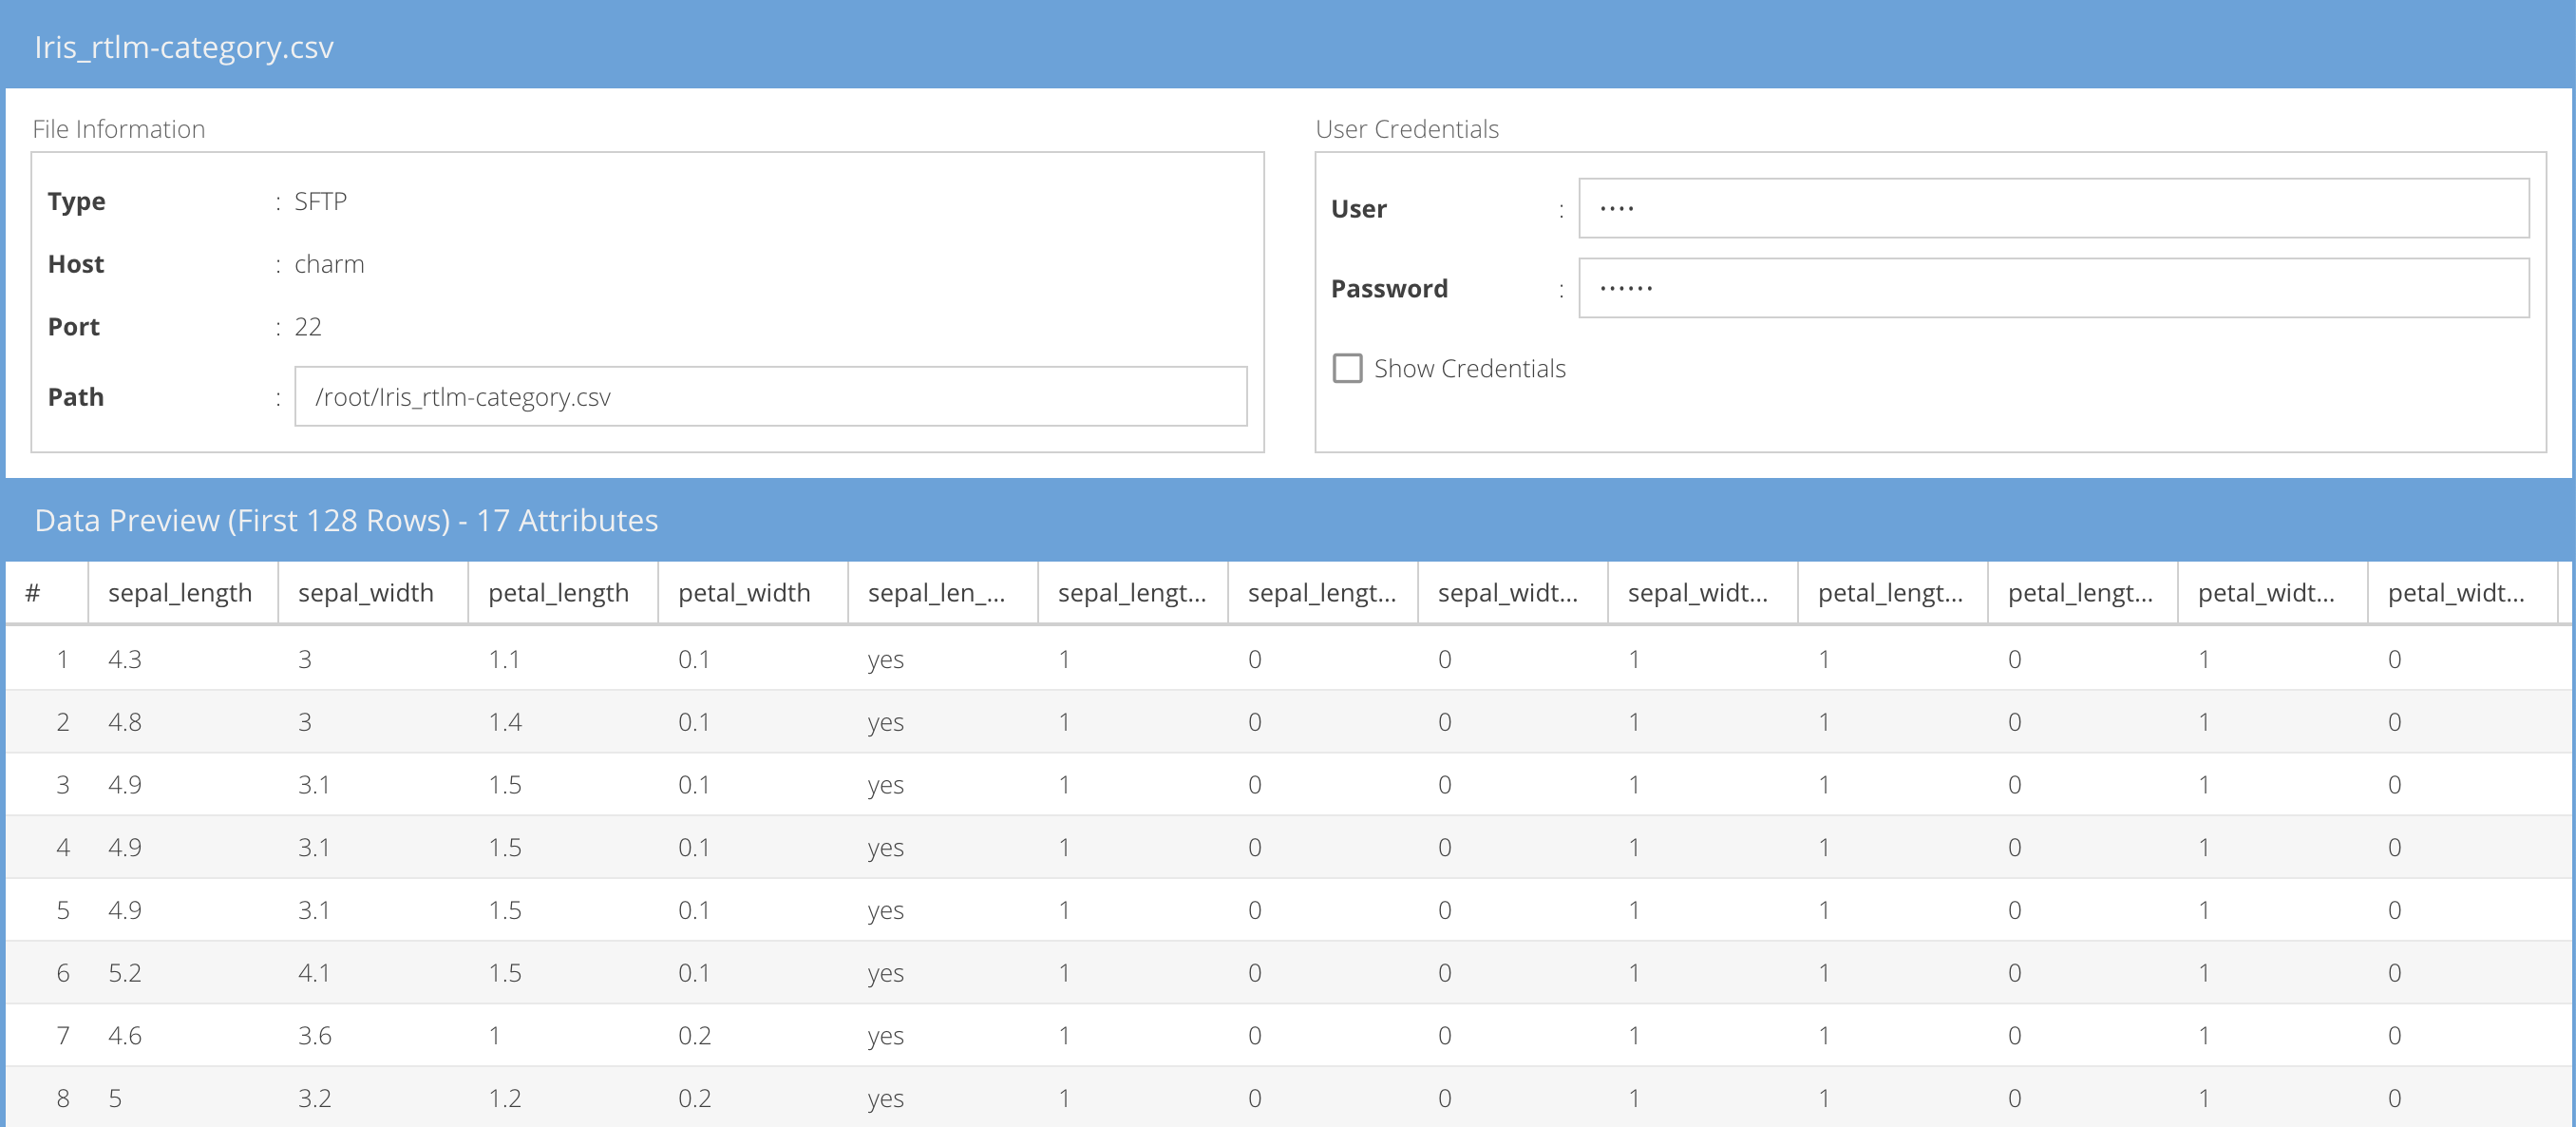 Iris_rtlm-category.csv
File Information
Type : SFTP
Host : charm
Port : 22
Path : /root/Iris_rtlm-category.csv
User Credentials
User : ····
Password : ······
Show Credentials
Data Preview (First 128 Rows) - 17 Attributes
# sepal_length sepal_width petal_length petal_width sepal_len_... sepal_lengt... sepal_lengt... sepal_widt... sepal_widt... petal_lengt... petal_lengt... petal_widt... petal_widt...
1 4.3 3 1.1 0.1 yes 1 0 0 1 1 0 1 0
2 4.8 3 1.4 0.1 yes 1 0 0 1 1 0 1 0
3 4.9 3.1 1.5 0.1 yes 1 0 0 1 1 0 1 0
4 4.9 3.1 1.5 0.1 yes 1 0 0 1 1 0 1 0
5 4.9 3.1 1.5 0.1 yes 1 0 0 1 1 0 1 0
6 5.2 4.1 1.5 0.1 yes 1 0 0 1 1 0 1 0
7 4.6 3.6 1 0.2 yes 1 0 0 1 1 0 1 0
8 5 3.2 1.2 0.2 yes 1 0 0 1 1 0 1 0